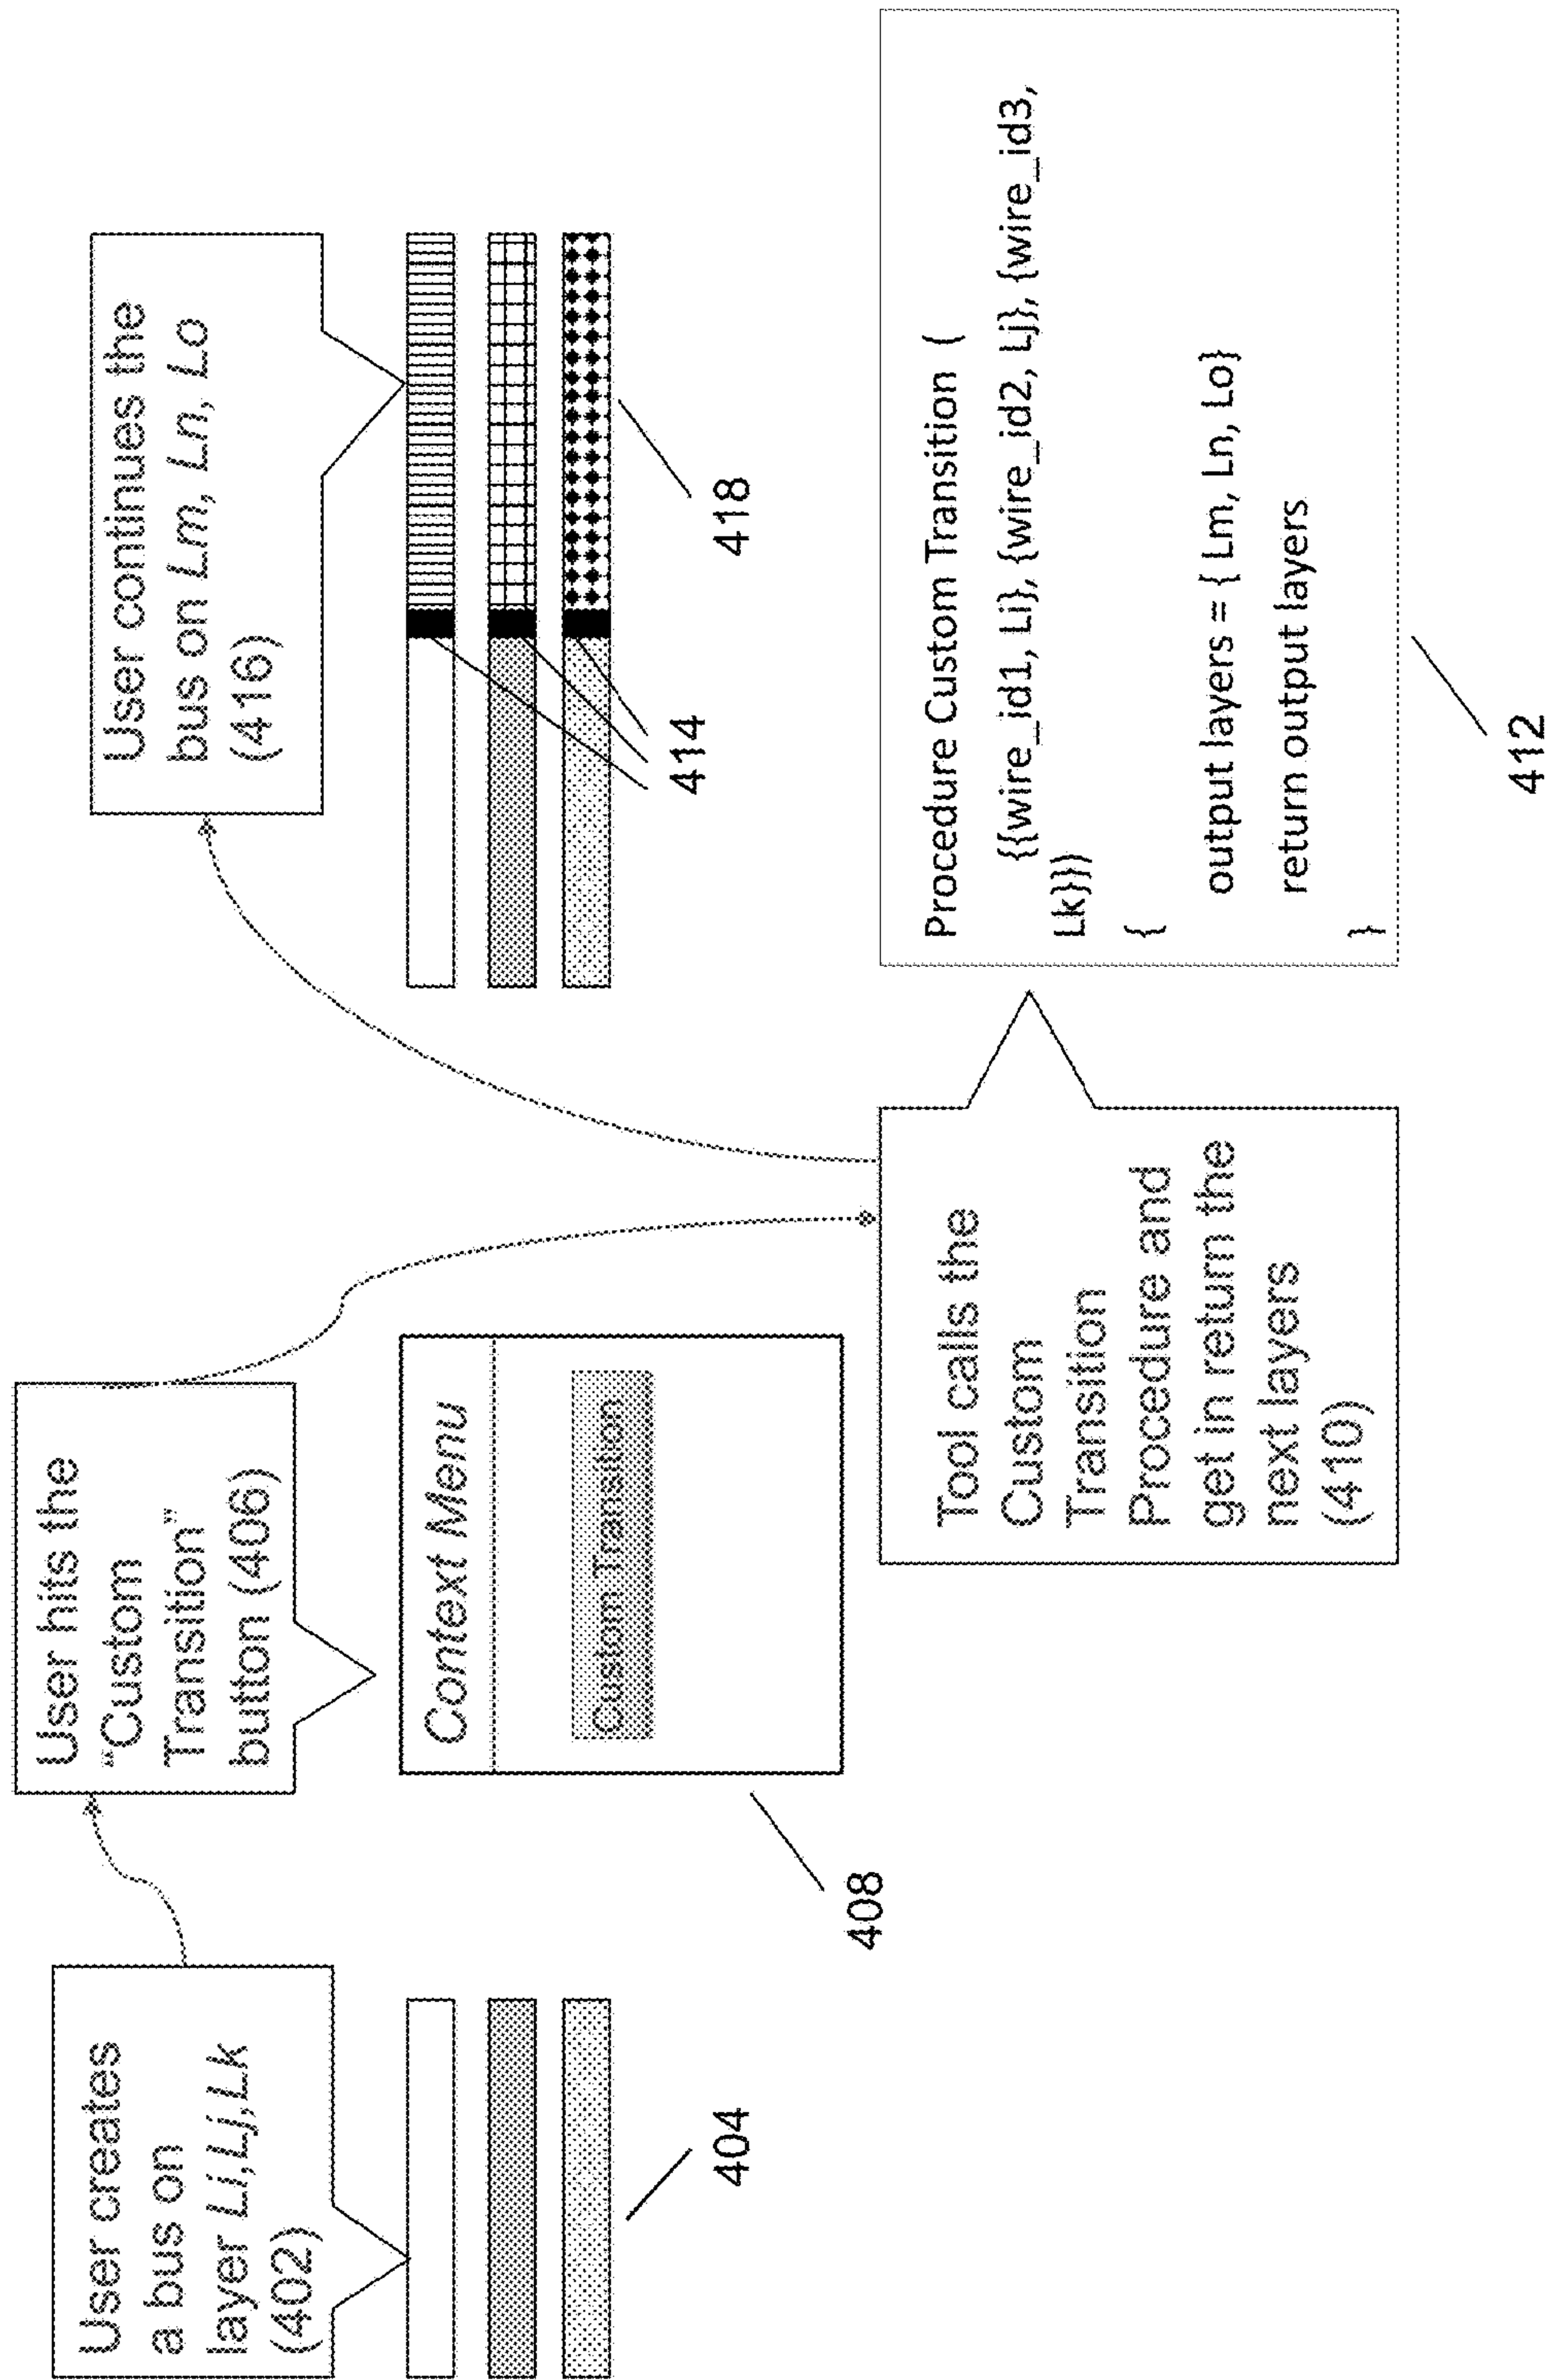 User creates
a bus on
layer Li,Lj,Lk
(402)
404
User hits the
“Custom
Transition”
button (406)
Context Menu
Custom Transition
408
Tool calls the
Custom
Transition
Procedure and
get in return the
next layers
(410)
User continues the
bus on Lm, Ln, Lo
(416)
414
418
Procedure Custom Transition (
{{wire_id1, Li}, {wire_id2, Lj}, {wire_id3,
Lk}})
{
output layers = { Lm, Ln, Lo}
return output layers
}
412